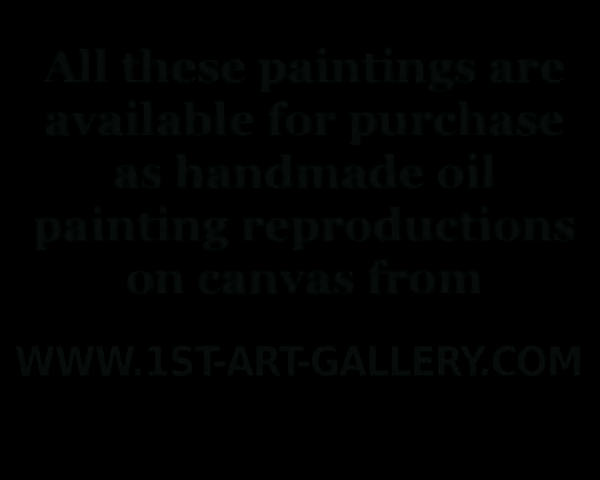 All these paintings are
available for purchase
as handmade oil
painting reproductions
on canvas from
WWW.1ST-ART-GALLERY.COM